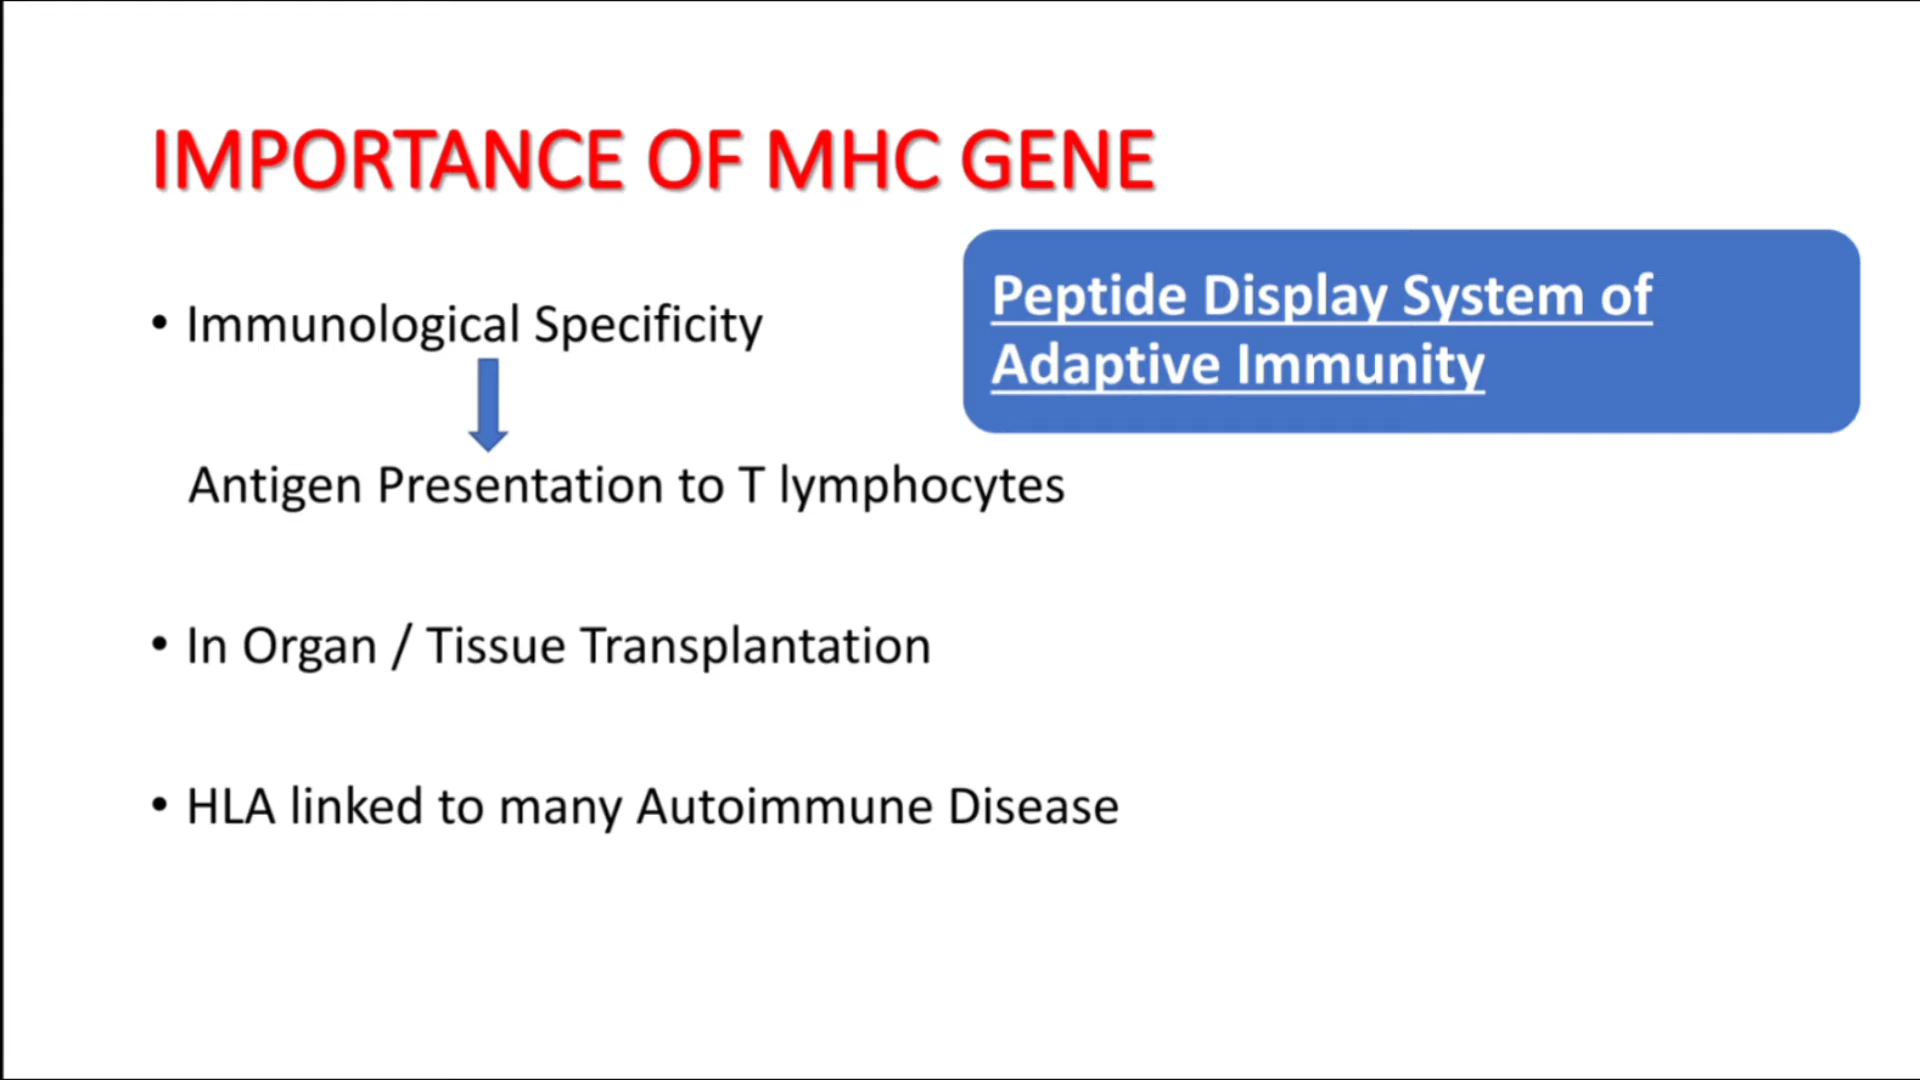 IMPORTANCE OF MHC GENE
• Immunological Specificity
Peptide Display System of
Adaptive Immunity
Antigen Presentation to T lymphocytes
• In Organ / Tissue Transplantation
• HLA linked to many Autoimmune Disease